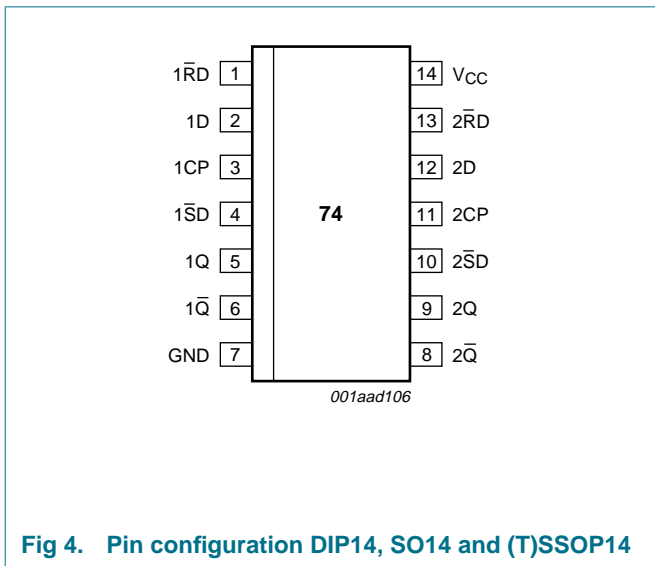 1R̅D 1 14 VCC
1D 2 13 2R̅D
1CP 3 12 2D
1S̅D 4 74 11 2CP
1Q 5 10 2S̅D
1Q̅ 6 9 2Q
GND 7 8 2Q̅
001aad106
Fig 4. Pin configuration DIP14, SO14 and (T)SSOP14